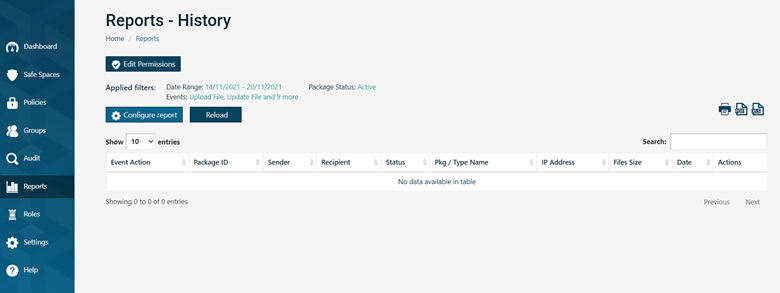 Reports - History
Home / Reports
Dashboard
Safe Spaces
Policies
Groups
Audit
Reports
Roles
Settings
Help
Edit Permissions
Applied filters: Date Range: 14/11/2021 - 20/11/2021 Package Status: Active
Events: Upload File, Update File and 9 more
Configure report Reload
Show 10 entries Search:
Event Action Package ID Sender Recipient Status Pkg / Type Name IP Address Files Size Date Actions
No data available in table
Showing 0 to 0 of 0 entries Previous Next